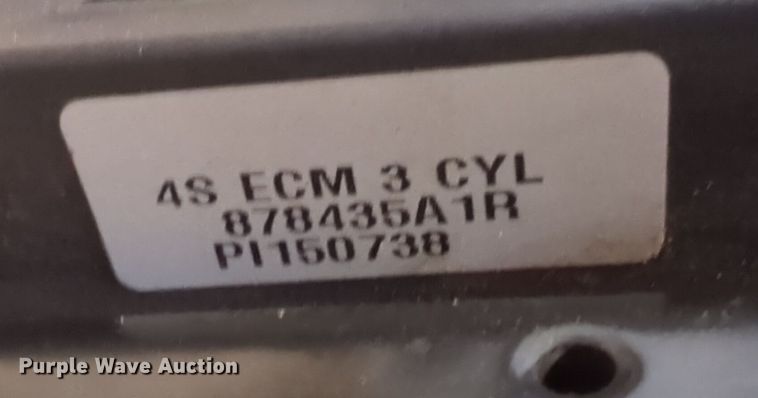 4S ECM 3 CYL
878435A1R
PI150738
Purple Wave Auction